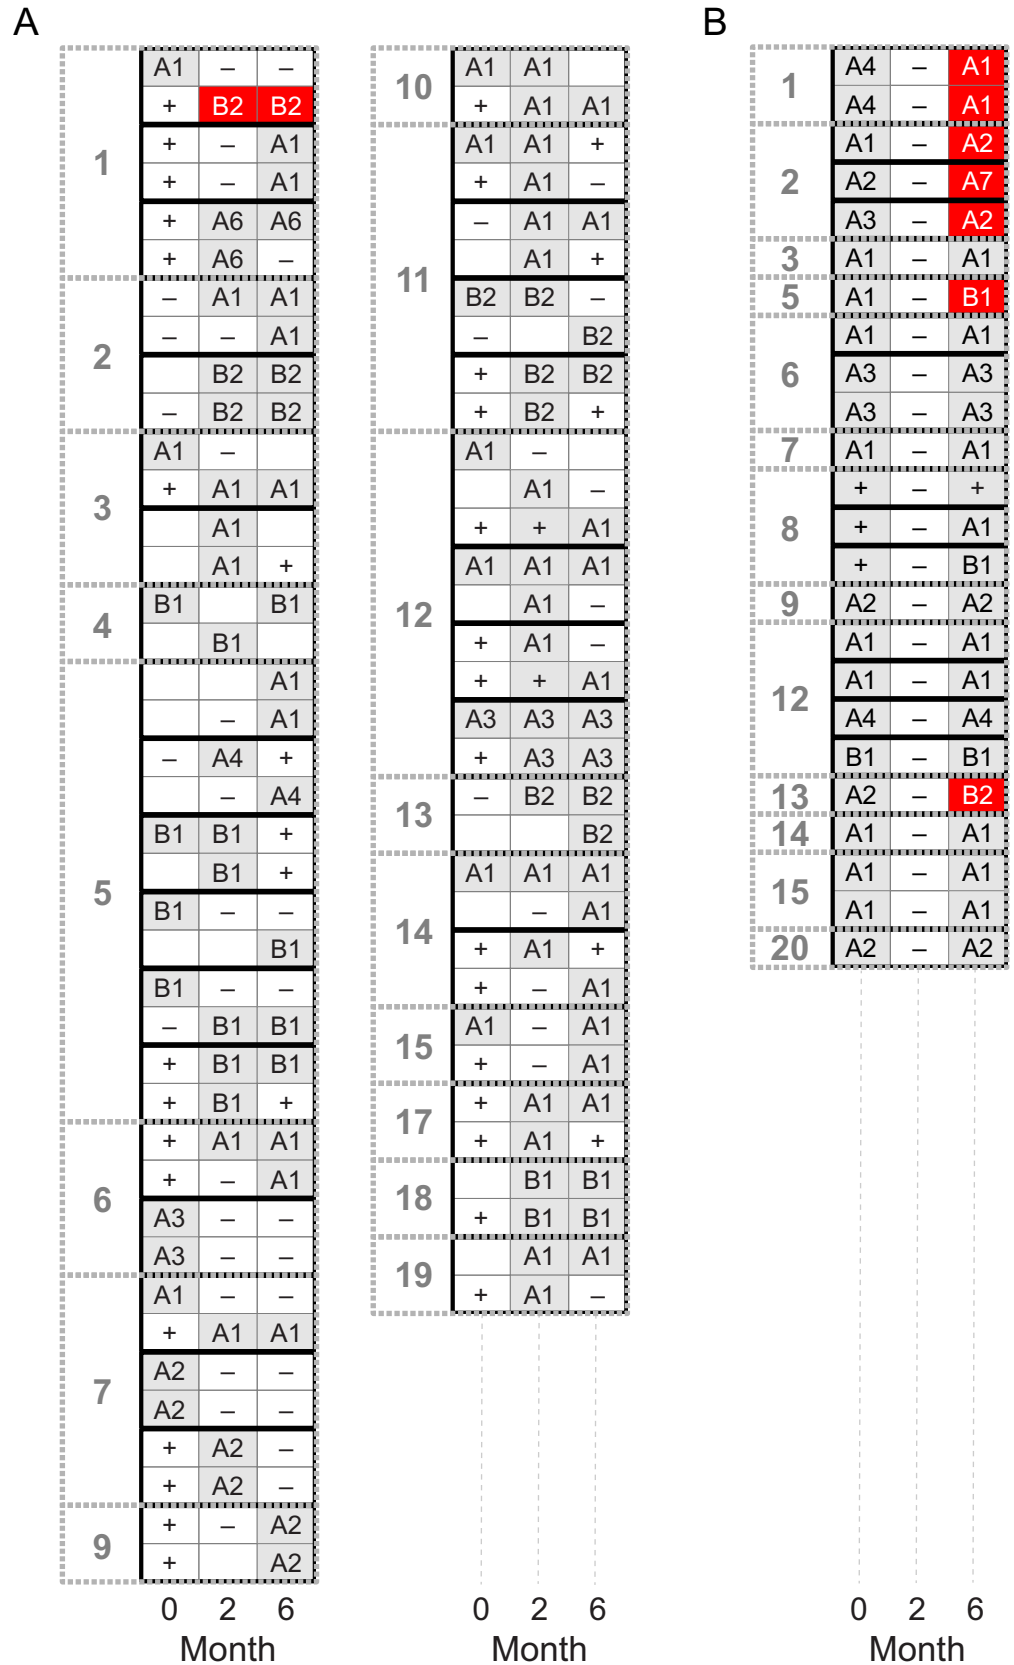 A
1
A1 – –
+ B2 B2
+ – A1
+ – A1
+ A6 A6
+ A6 –
2
– A1 A1
– – A1
B2 B2
– B2 B2
3
A1 –
+ A1 A1
A1
A1 +
4
B1 B1
B1
5
A1
– A1
– A4 +
– A4
B1 B1 +
B1 +
B1 – –
B1
B1 – –
– B1 B1
+ B1 B1
+ B1 +
6
+ A1 A1
+ – A1
A3 – –
A3 – –
7
A1 – –
+ A1 A1
A2 – –
A2 – –
+ A2 –
+ A2 –
9
+ – A2
+ A2
0 2 6
Month
10
A1 A1
+ A1 A1
11
A1 A1 +
+ A1 –
– A1 A1
A1 +
B2 B2 –
– B2
+ B2 B2
+ B2 +
12
A1 –
A1 –
+ + A1
A1 A1 A1
A1 –
+ A1 –
+ + A1
A3 A3 A3
+ A3 A3
13
– B2 B2
B2
14
A1 A1 A1
– A1
+ A1 +
+ – A1
15
A1 – A1
+ – A1
17
+ A1 A1
+ A1 +
18
B1 B1
+ B1 B1
19
A1 A1
+ A1 –
0 2 6
Month
B
1
A4 – A1
A4 – A1
2
A1 – A2
A2 – A7
A3 – A2
3
A1 – A1
5
A1 – B1
6
A1 – A1
A3 – A3
A3 – A3
7
A1 – A1
8
+ – +
+ – A1
+ – B1
9
A2 – A2
12
A1 – A1
A1 – A1
A4 – A4
B1 – B1
13
A2 – B2
14
A1 – A1
15
A1 – A1
A1 – A1
20
A2 – A2
0 2 6
Month